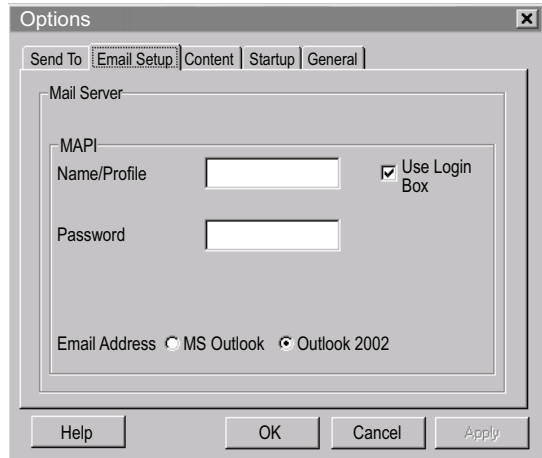 Options
Send To Email Setup Content Startup General
Mail Server
MAPI
Name/Profile
Use Login
Box
Password
Email Address MS Outlook Outlook 2002
Help OK Cancel Apply